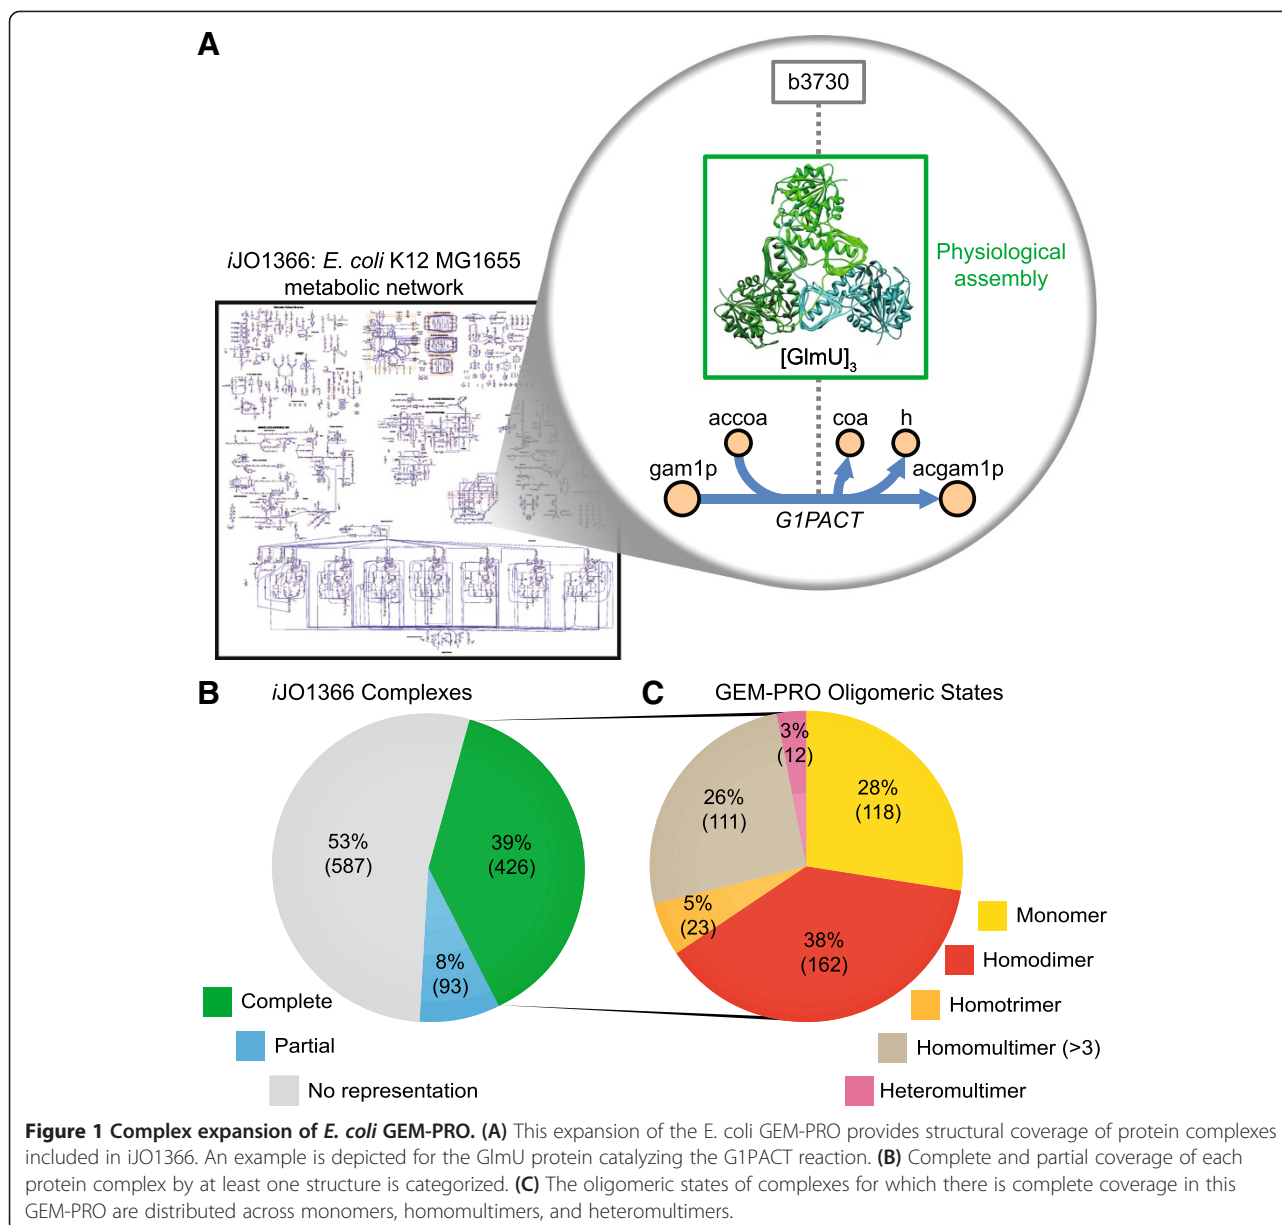 A
b3730
Physiological
assembly
[GlmU]3
iJO1366: E. coli K12 MG1655
metabolic network
accoa
coa
h
gam1p
acgam1p
G1PACT
B
iJO1366 Complexes
53%
(587)
39%
(426)
8%
(93)
Complete
Partial
No representation
C
GEM-PRO Oligomeric States
3%
(12)
28%
(118)
26%
(111)
5%
(23)
38%
(162)
Monomer
Homodimer
Homotrimer
Homomultimer (>3)
Heteromultimer
Figure 1 Complex expansion of E. coli GEM-PRO. (A) This expansion of the E. coli GEM-PRO provides structural coverage of protein complexes
included in iJO1366. An example is depicted for the GlmU protein catalyzing the G1PACT reaction. (B) Complete and partial coverage of each
protein complex by at least one structure is categorized. (C) The oligomeric states of complexes for which there is complete coverage in this
GEM-PRO are distributed across monomers, homomultimers, and heteromultimers.